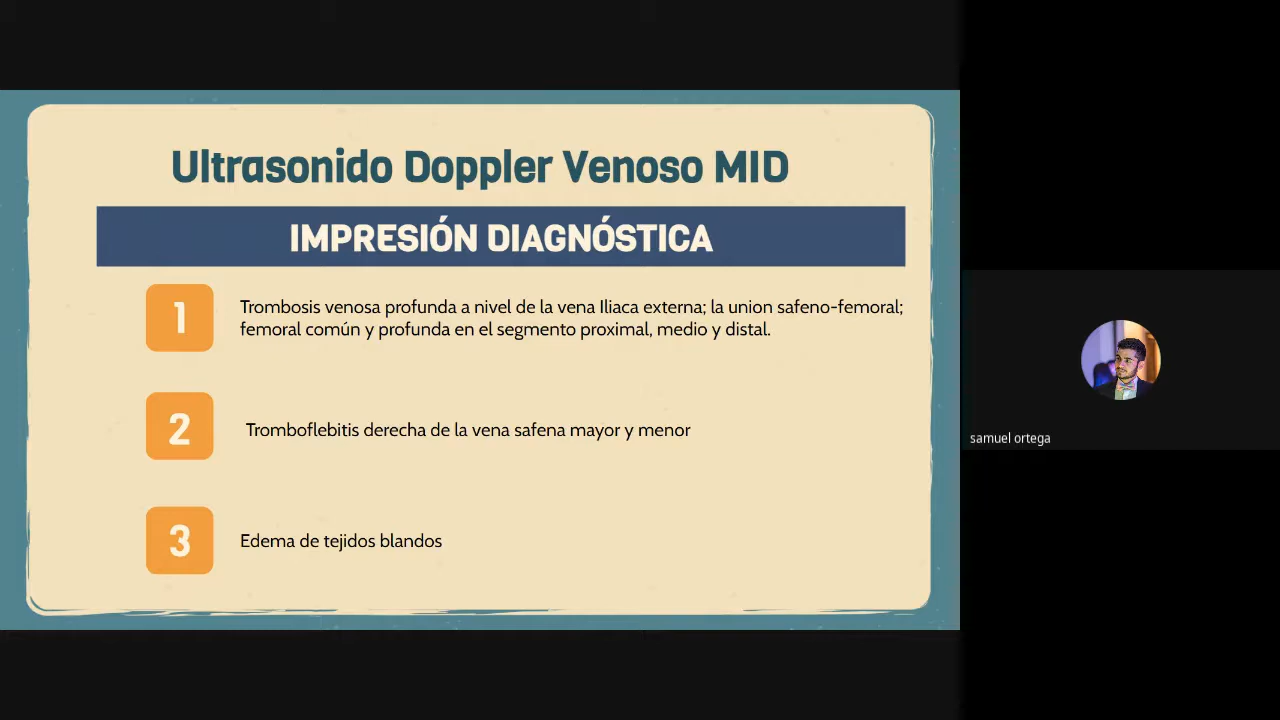 Ultrasonido Doppler Venoso MID
IMPRESIÓN DIAGNÓSTICA
1
Trombosis venosa profunda a nivel de la vena Iliaca externa; la union safeno-femoral;
femoral común y profunda en el segmento proximal, medio y distal.
2
Tromboflebitis derecha de la vena safena mayor y menor
3
Edema de tejidos blandos
samuel ortega